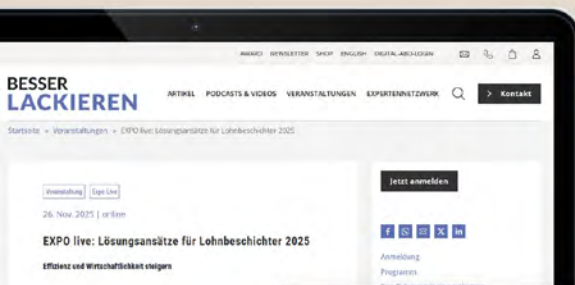 AWARD NEWSLETTER SHOP ENGLISH DIGITAL-ABO-LOGIN
BESSER
LACKIEREN
ARTIKEL PODCASTS & VIDEOS VERANSTALTUNGEN EXPERTENNETZWERK > Kontakt
Startseite » Veranstaltungen » EXPO live: Lösungsansätze für Lohnbeschichter 2025
Jetzt anmelden
Veranstaltung Expo Live
26. Nov. 2025 | online
EXPO live: Lösungsansätze für Lohnbeschichter 2025
Effizienz und Wirtschaftlichkeit steigern
Anmeldung
Programm